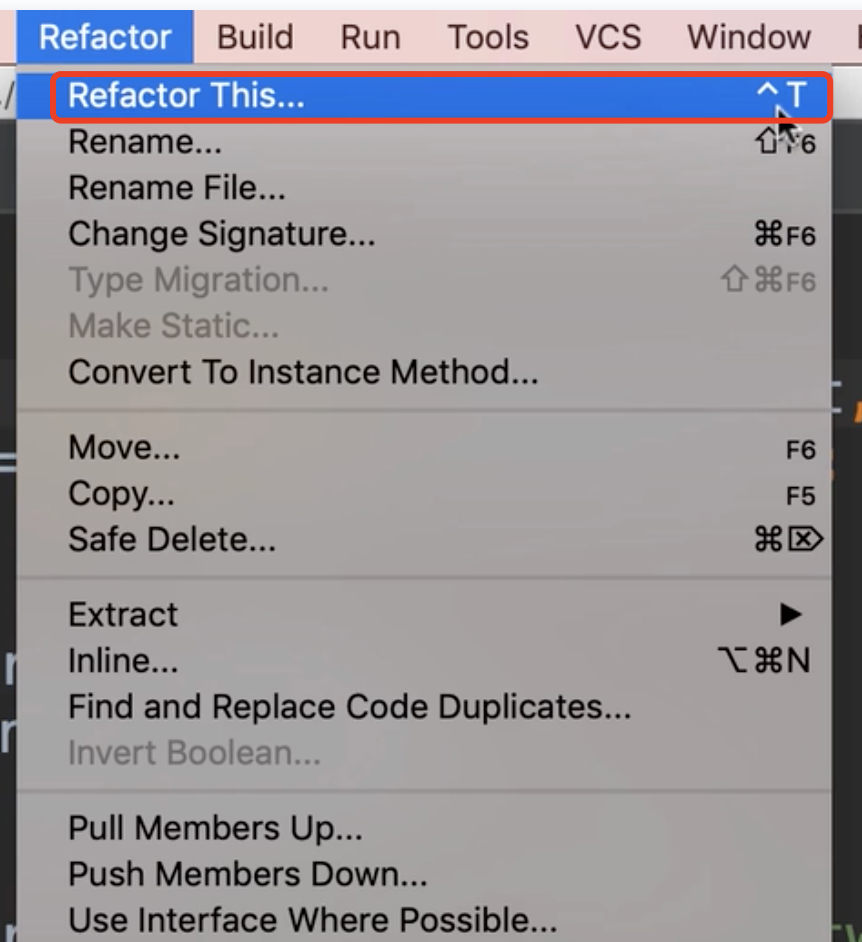 Refactor Build Run Tools VCS Window
Refactor This... ^T
Rename... ⇧F6
Rename File...
Change Signature... ⌘F6
Type Migration... ⇧⌘F6
Make Static...
Convert To Instance Method...
Move... F6
Copy... F5
Safe Delete... ⌘⌦
Extract ▶
Inline... ⌥⌘N
Find and Replace Code Duplicates...
Invert Boolean...
Pull Members Up...
Push Members Down...
Use Interface Where Possible...